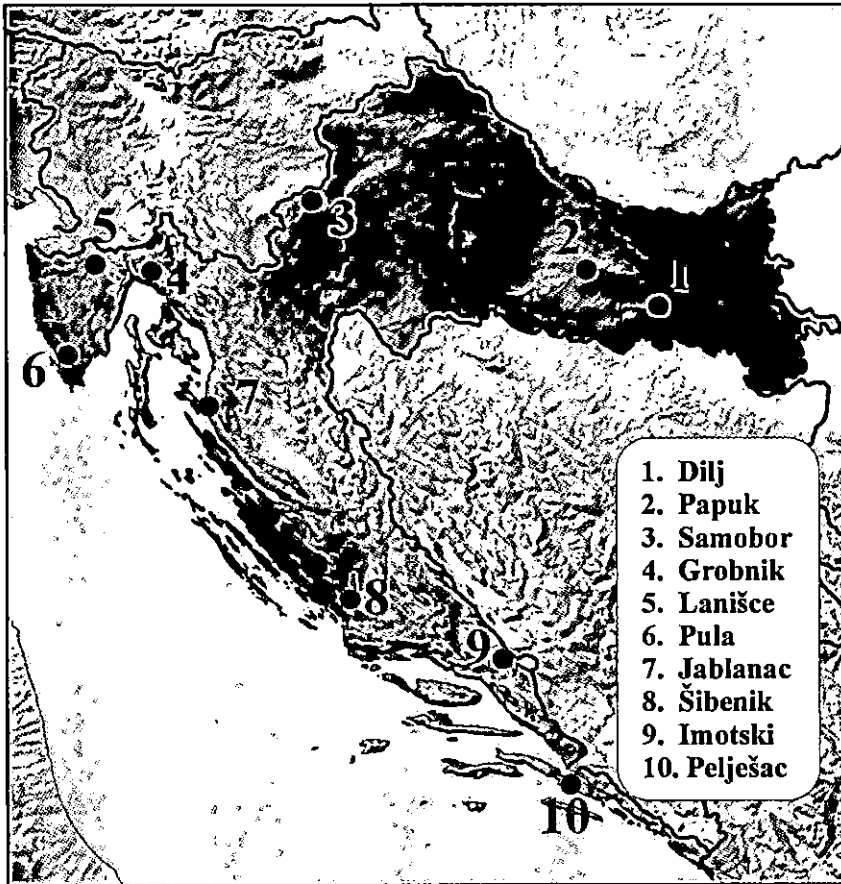 5
3
4
2
1
6
7
8
9
10
1. Dilj
2. Papuk
3. Samobor
4. Grobnik
5. Lanišce
6. Pula
7. Jablanac
8. Šibenik
9. Imotski
10. Pelješac